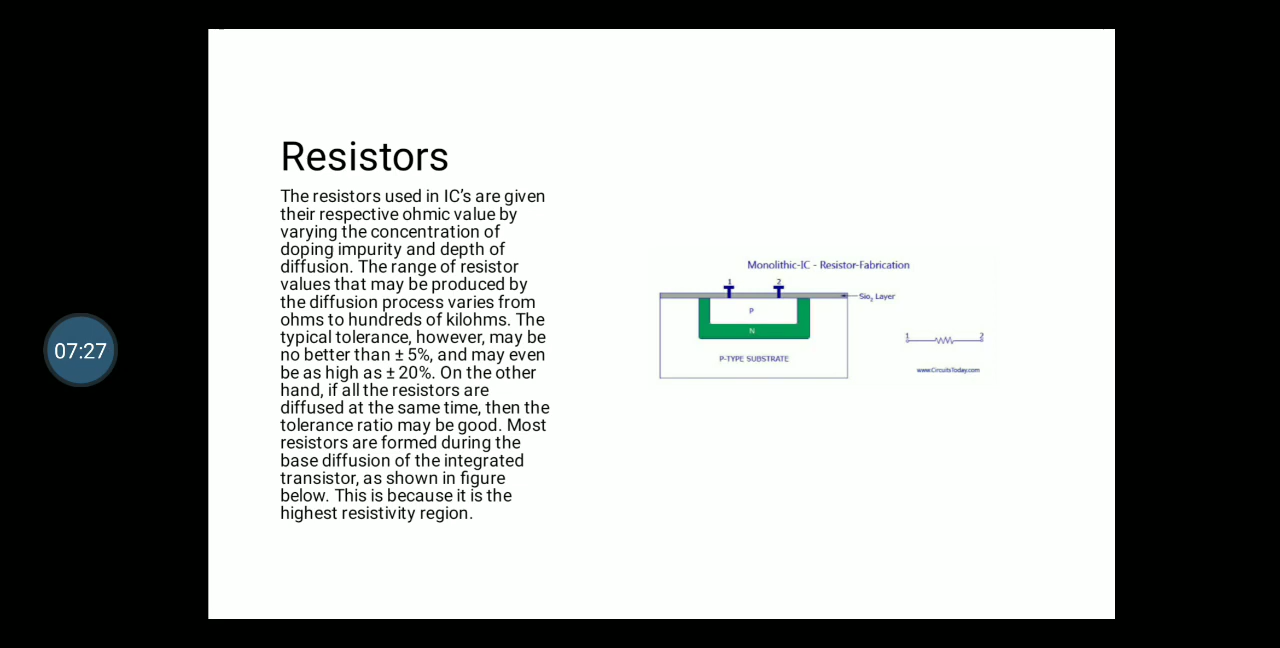 Resistors
The resistors used in IC’s are given
their respective ohmic value by
varying the concentration of
doping impurity and depth of
diffusion. The range of resistor
values that may be produced by
the diffusion process varies from
ohms to hundreds of kilohms. The
typical tolerance, however, may be
no better than ± 5%, and may even
be as high as ± 20%. On the other
hand, if all the resistors are
diffused at the same time, then the
tolerance ratio may be good. Most
resistors are formed during the
base diffusion of the integrated
transistor, as shown in figure
below. This is because it is the
highest resistivity region.
Monolithic-IC - Resistor-Fabrication
1 2
Sio₂ Layer
P
N
P-TYPE SUBSTRATE
1 2
www.CircuitsToday.com
07:27